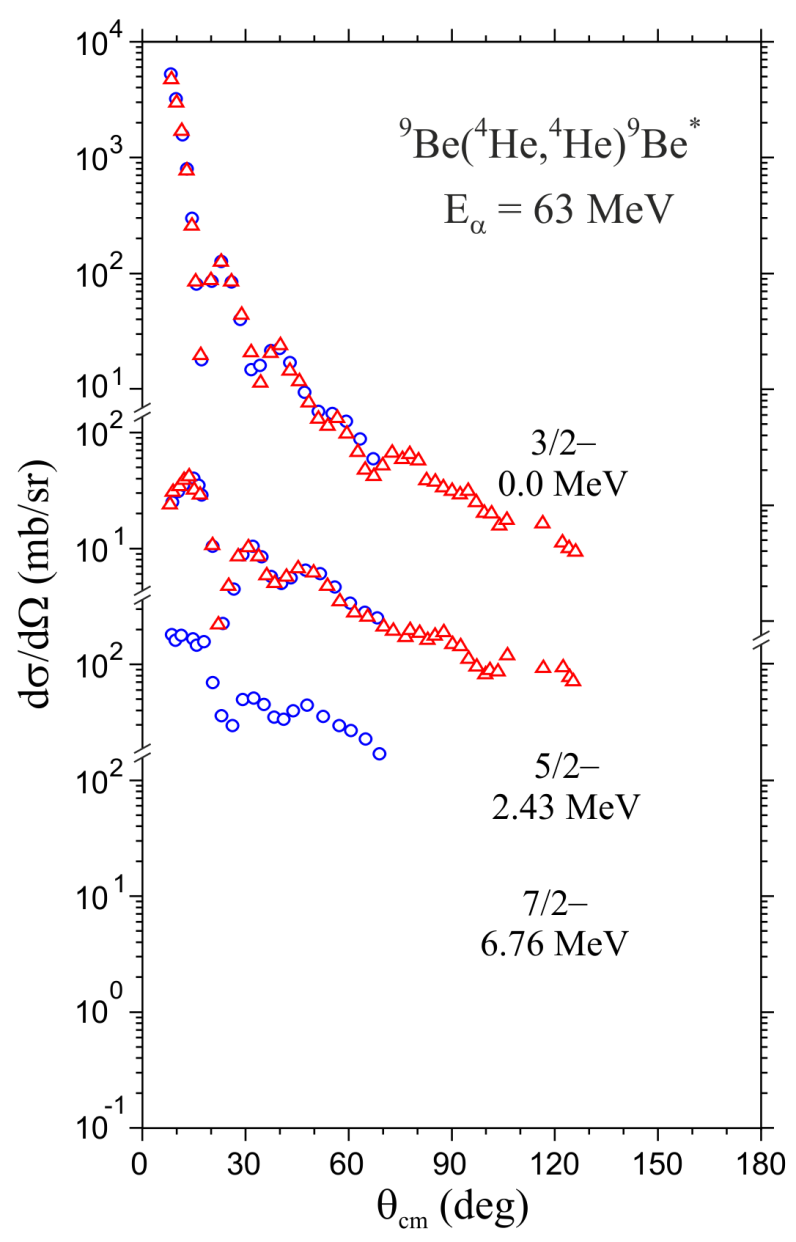 10⁴
⁹Be(⁴He,⁴He)⁹Be*
10³
Eα = 63 MeV
10²
10¹
10²
3/2–
0.0 MeV
10¹
dσ/dΩ (mb/sr)
10²
5/2–
10²
2.43 MeV
10¹
7/2–
6.76 MeV
10⁰
10⁻¹
0 30 60 90 120 150 180
θcm (deg)